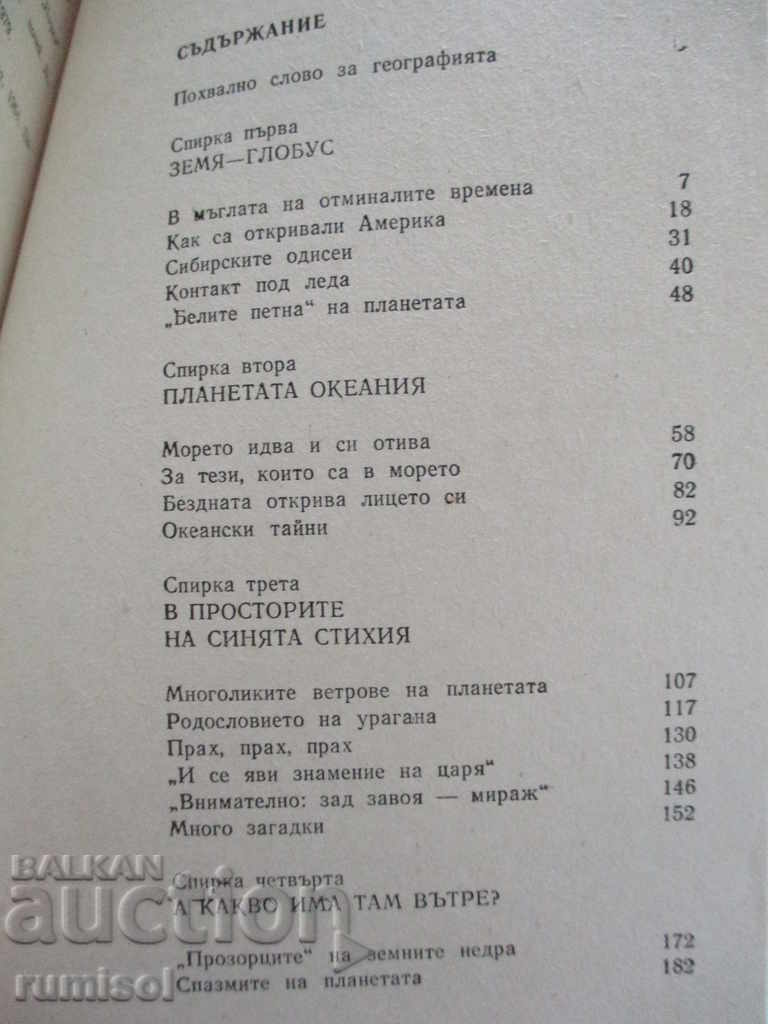 СЪДЪРЖАНИЕ
Похвално слово за географията
Спирка първа
ЗЕМЯ—ГЛОБУС
В мъглата на отминалите времена 7
Как са откривали Америка 18
Сибирските одисеи 31
Контакт под леда 40
„Белите петна“ на планетата 48
Спирка втора
ПЛАНЕТАТА ОКЕАНИЯ
Морето идва и си отива 58
За тези, които са в морето 70
Бездната открива лицето си 82
Океански тайни 92
Спирка трета
В ПРОСТОРИТЕ
НА СИНЯТА СТИХИЯ
Многоликите ветрове на планетата 107
Родословието на урагана 117
Прах, прах, прах 130
„И се яви знамение на царя“ 138
„Внимателно: зад завоя — мираж“ 146
Много загадки 152
Спирка четвърта
А КАКВО ИМА ТАМ ВЪТРЕ?
„Прозорците“ на земните недра 172
Спазмите на планетата 182
BALKAN
auction
rumisol